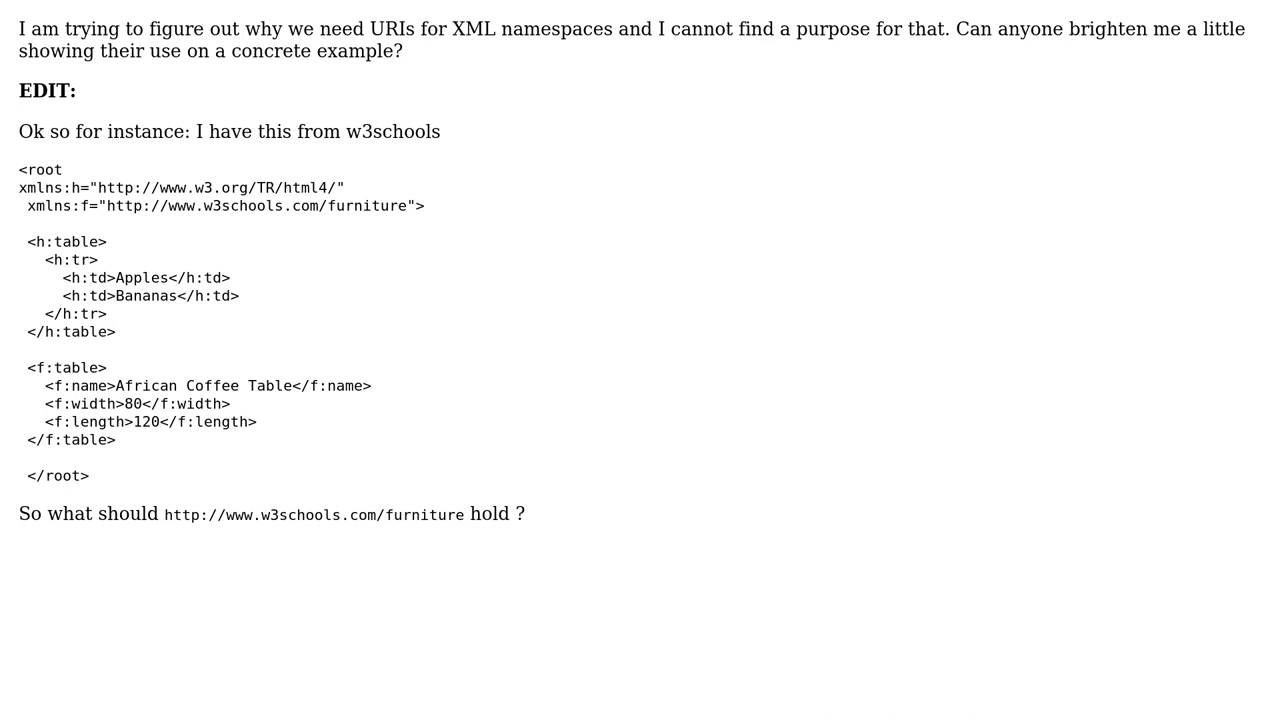 I am trying to figure out why we need URIs for XML namespaces and I cannot find a purpose for that. Can anyone brighten me a little
showing their use on a concrete example?
EDIT:
Ok so for instance: I have this from w3schools
<root
xmlns:h="http://www.w3.org/TR/html4/"
 xmlns:f="http://www.w3schools.com/furniture">
 <h:table>
   <h:tr>
     <h:td>Apples</h:td>
     <h:td>Bananas</h:td>
   </h:tr>
 </h:table>
 <f:table>
   <f:name>African Coffee Table</f:name>
   <f:width>80</f:width>
   <f:length>120</f:length>
 </f:table>
 </root>
So what should http://www.w3schools.com/furniture hold ?